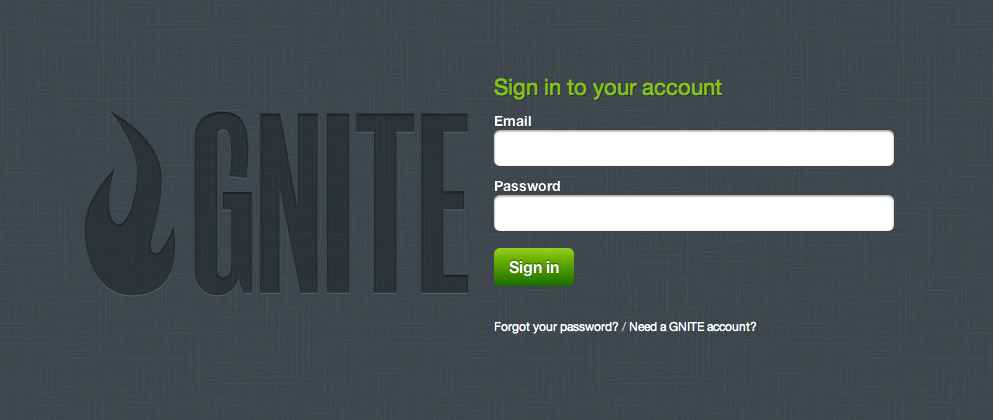 GNITE
Sign in to your account
Email
Password
Sign in
Forgot your password? / Need a GNITE account?